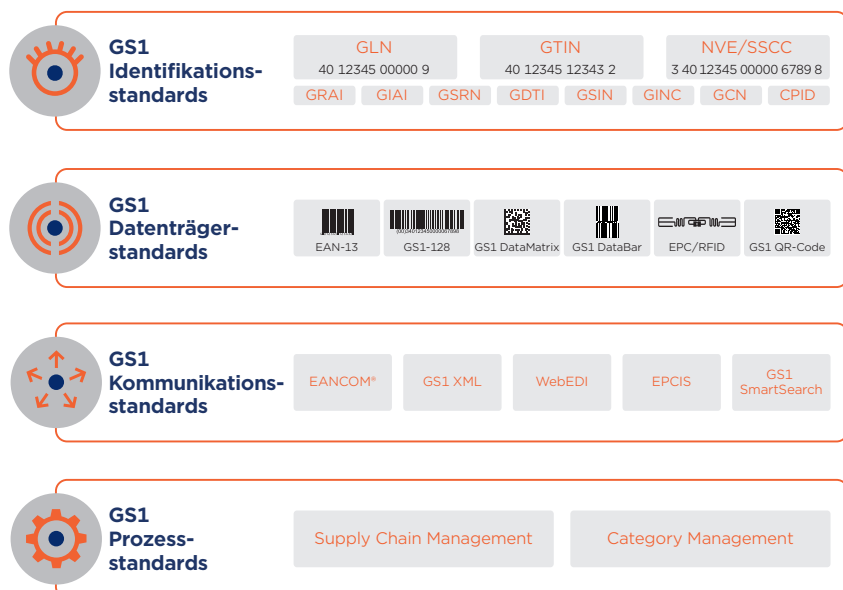 GS1
Identifikations-
standards
GLN
40 12345 00000 9
GTIN
40 12345 12343 2
NVE/SSCC
3 40 12345 00000 6789 8
GRAI GIAI GSRN GDTI GSIN GINC GCN CPID
GS1
Datenträger-
standards
EAN-13
GS1-128
GS1 DataMatrix
GS1 DataBar
EPC/RFID
GS1 QR-Code
GS1
Kommunikations-
standards
EANCOM®
GS1 XML
WebEDI
EPCIS
GS1
SmartSearch
GS1
Prozess-
standards
Supply Chain Management
Category Management